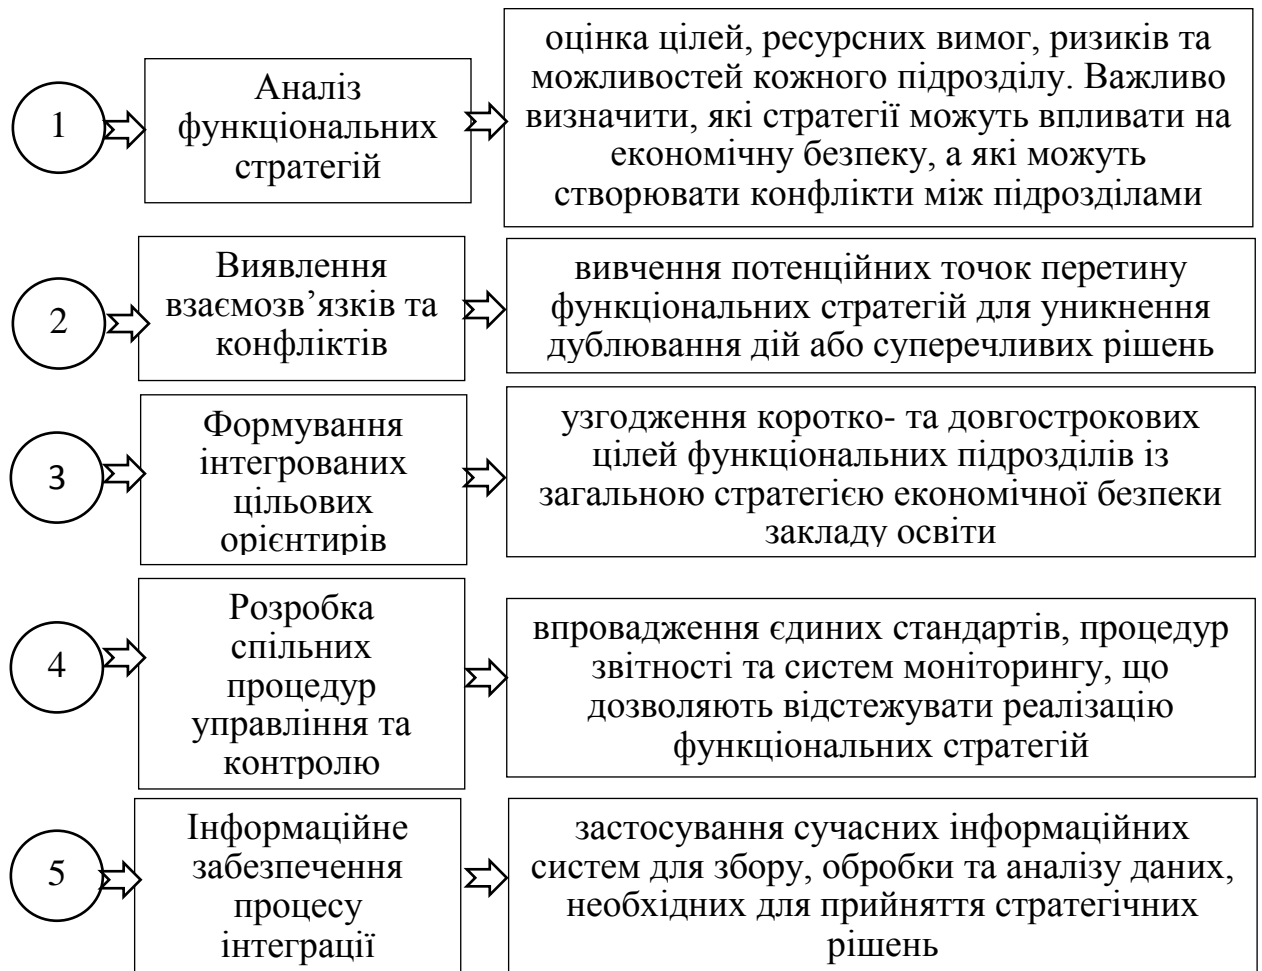 1
Аналіз
функціональних
стратегій
оцінка цілей, ресурсних вимог, ризиків та
можливостей кожного підрозділу. Важливо
визначити, які стратегії можуть впливати на
економічну безпеку, а які можуть
створювати конфлікти між підрозділами
2
Виявлення
взаємозв’язків та
конфліктів
вивчення потенційних точок перетину
функціональних стратегій для уникнення
дублювання дій або суперечливих рішень
3
Формування
інтегрованих
цільових
орієнтирів
узгодження коротко- та довгострокових
цілей функціональних підрозділів із
загальною стратегією економічної безпеки
закладу освіти
4
Розробка
спільних
процедур
управління та
контролю
впровадження єдиних стандартів, процедур
звітності та систем моніторингу, що
дозволяють відстежувати реалізацію
функціональних стратегій
5
Інформаційне
забезпечення
процесу
інтеграції
застосування сучасних інформаційних
систем для збору, обробки та аналізу даних,
необхідних для прийняття стратегічних
рішень